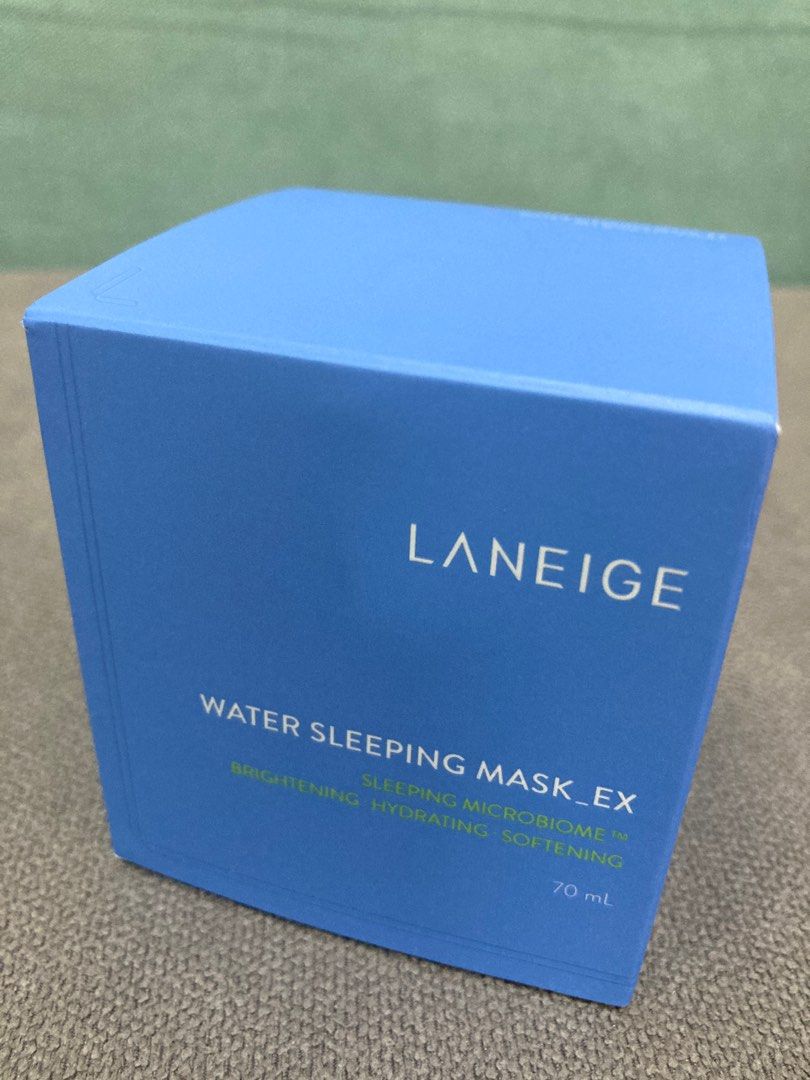 LANEIGE
WATER SLEEPING MASK_EX
SLEEPING MICROBIOME™
BRIGHTENING · HYDRATING · SOFTENING
70 mL